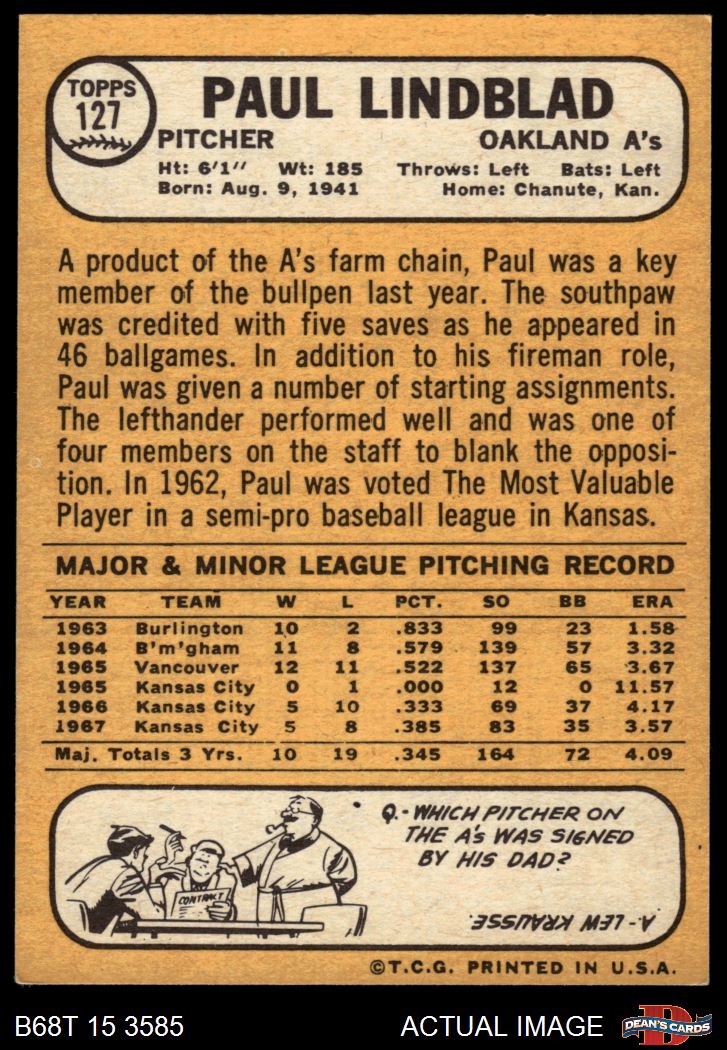 TOPPS
127
PAUL LINDBLAD
PITCHER OAKLAND A's
Ht: 6'1" Wt: 185 Throws: Left Bats: Left
Born: Aug. 9, 1941 Home: Chanute, Kan.
A product of the A's farm chain, Paul was a key
member of the bullpen last year. The southpaw
was credited with five saves as he appeared in
46 ballgames. In addition to his fireman role,
Paul was given a number of starting assignments.
The lefthander performed well and was one of
four members on the staff to blank the opposi-
tion. In 1962, Paul was voted The Most Valuable
Player in a semi-pro baseball league in Kansas.
MAJOR & MINOR LEAGUE PITCHING RECORD
YEAR TEAM W L PCT. SO BB ERA
1963 Burlington 10 2 .833 99 23 1.58
1964 B'm'gham 11 8 .579 139 57 3.32
1965 Vancouver 12 11 .522 137 65 3.67
1965 Kansas City 0 1 .000 12 0 11.57
1966 Kansas City 5 10 .333 69 37 4.17
1967 Kansas City 5 8 .385 83 35 3.57
Maj. Totals 3 Yrs. 10 19 .345 164 72 4.09
CONTRACT
Q.- WHICH PITCHER ON
THE A's WAS SIGNED
BY HIS DAD?
A.- LEW KRAUSSE.
©T.C.G. PRINTED IN U.S.A.
B68T 15 3585 ACTUAL IMAGE
D
DEAN'S CARDS